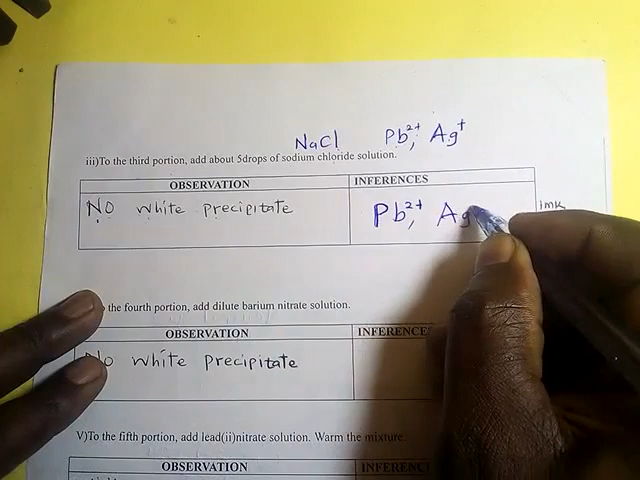 NaCl Pb²⁺, Ag⁺
iii)To the third portion, add about 5drops of sodium chloride solution.
OBSERVATION INFERENCES
No white precipitate Pb²⁺, Ag
1mk
the fourth portion, add dilute barium nitrate solution.
OBSERVATION INFERENCES
No white precipitate
V)To the fifth portion, add lead(ii)nitrate solution. Warm the mixture.
OBSERVATION INFERENCES